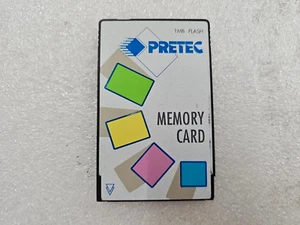 1MB FLASH
PRETEC
MEMORY
CARD